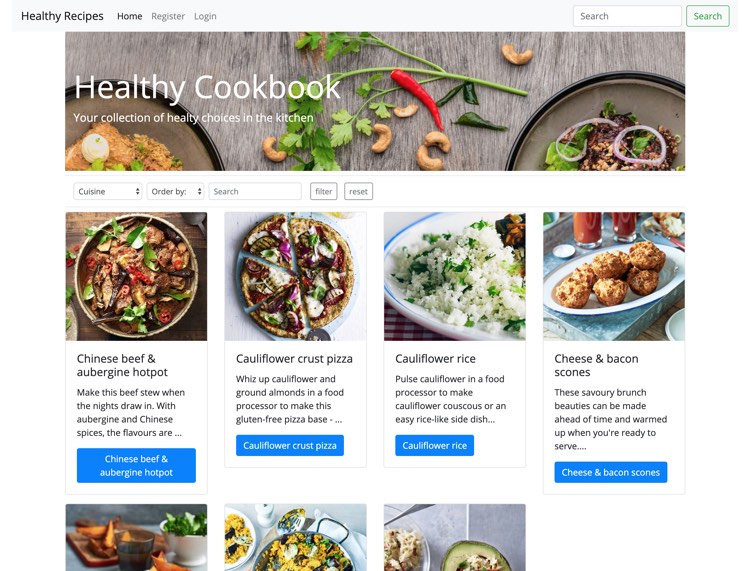 Healthy Recipes Home Register Login Search Search
Healthy Cookbook
Your collection of healty choices in the kitchen
Cuisine Order by: Search filter reset
Chinese beef &
aubergine hotpot
Make this beef stew when
the nights draw in. With
aubergine and Chinese
spices, the flavours are ...
Chinese beef &
aubergine hotpot
Cauliflower crust pizza
Whiz up cauliflower and
ground almonds in a food
processor to make this
gluten-free pizza base - ...
Cauliflower crust pizza
Cauliflower rice
Pulse cauliflower in a food
processor to make
cauliflower couscous or an
easy rice-like side dish...
Cauliflower rice
Cheese & bacon
scones
These savoury brunch
beauties can be made
ahead of time and warmed
up when you're ready to
serve....
Cheese & bacon scones